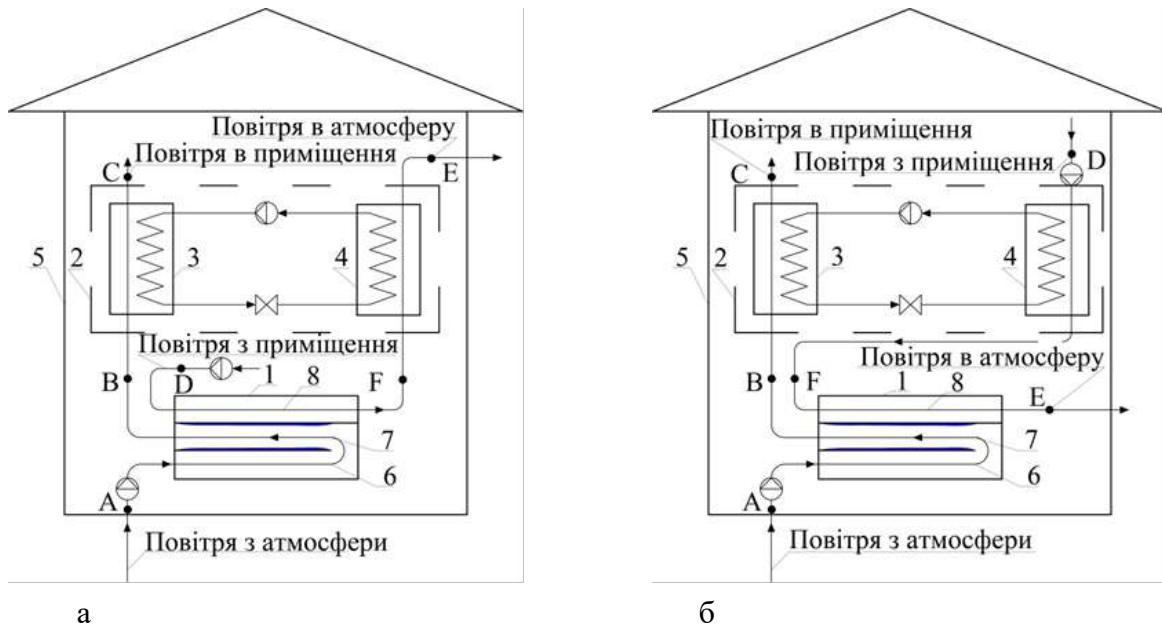 Повітря в атмосферу
Повітря в приміщення
C
E
5
2
3
4
Повітря з приміщення
B
D
1
8
F
7
6
A
Повітря з атмосфери
а
Повітря в приміщення
Повітря з приміщення
D
C
5
2
3
4
Повітря в атмосферу
B
F
1
8
E
7
6
A
Повітря з атмосфери
б